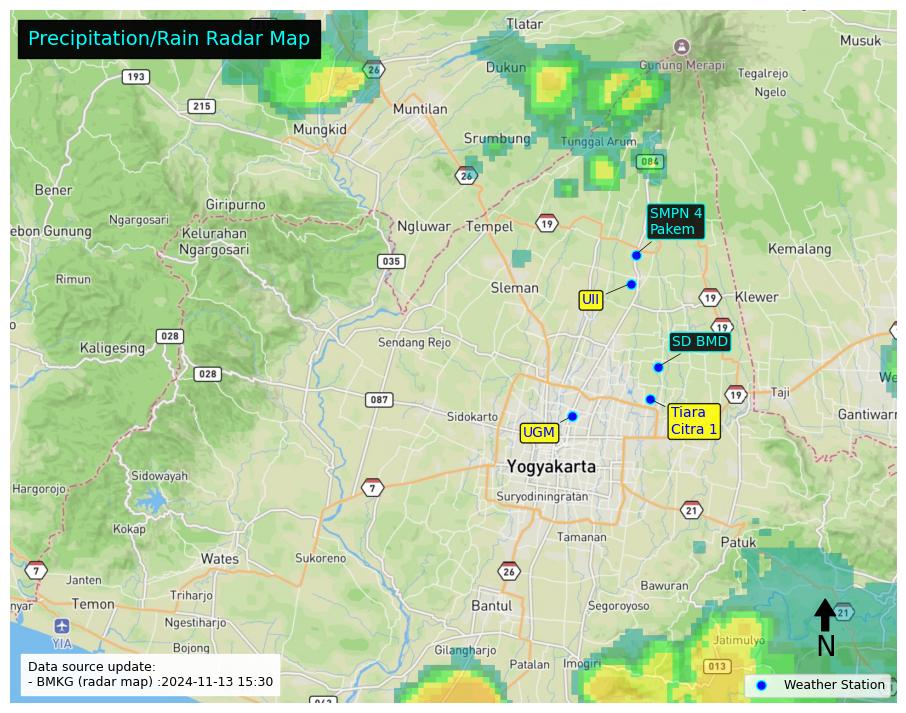 Precipitation/Rain Radar Map
Tlatar
Musuk
193
26
Dukun
Gunung Merapi
Tegalrejo
Ngelo
215
Muntilan
Mungkid
Srumbung
Tunggal Arum
084
26
Bener
Giripurno
Ngargosari
ebon Gunung
Kelurahan
Ngargosari
Ngluwar
Tempel
19
SMPN 4
Pakem
Kemalang
035
Rimun
Sleman
UII
19
Klewer
19
028
Kaligesing
Sendang Rejo
SD BMD
028
We
087
19
Taji
Sidokarto
UGM
Tiara
Citra 1
Gantiwarn
Yogyakarta
Sidowayah
Hargorojo
7
Suryodiningratan
21
Kokap
Tamanan
Patuk
Wates
Sukoreno
7
26
Janten
Bawuran
Triharjo
nyar
Temon
Bantul
Segoroyoso
21
Ngestiharjo
YIA
N
Jatimulyo
Bojong
Gilangharjo
Patalan
Imogiri
013
Data source update:
- BMKG (radar map) :2024-11-13 15:30
Weather Station